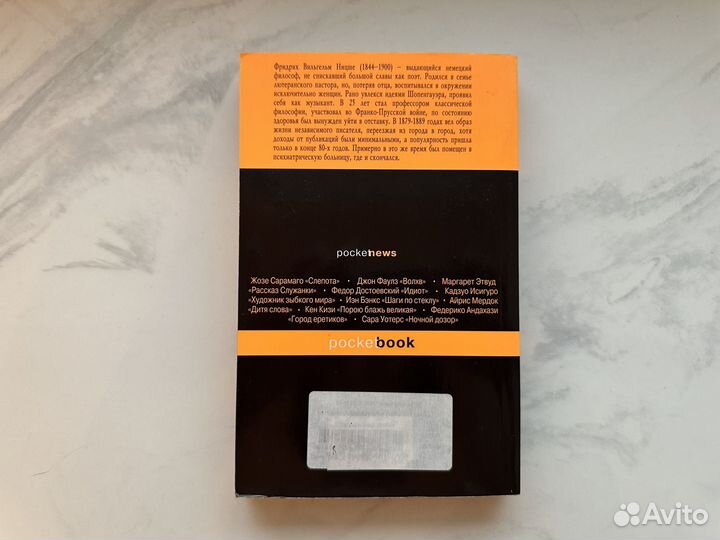 Фридрих Вильгельм Ницше (1844–1900) – выдающийся немецкий
философ, не снискавший большой славы как поэт. Родился в семье
лютеранского пастора, но, потеряв отца, воспитывался в окружении
исключительно женщин. Рано увлекся идеями Шопенгауэра, проявил
себя как музыкант. В 25 лет стал профессором классической
философии, участвовал во Франко-Прусской войне, по состоянию
здоровья был вынужден уйти в отставку. В 1879-1889 годах вел образ
жизни независимого писателя, переезжая из города в город, хотя
доходы от публикаций были минимальными, а популярность пришла
только в конце 80-х годов. Примерно в это же время был помещен в
психиатрическую больницу, где и скончался.
pocketnews
Жозе Сарамаго «Слепота» • Джон Фаулз «Волхв» • Маргарет Этвуд
«Рассказ Служанки» • Федор Достоевский «Идиот» • Кадзуо Исигуро
«Художник зыбкого мира» • Иэн Бэнкс «Шаги по стеклу» • Айрис Мердок
«Дитя слова» • Кен Кизи «Порою блажь великая» • Федерико Андахази
«Город еретиков» • Сара Уотерс «Ночной дозор»
pocketbook
Avito